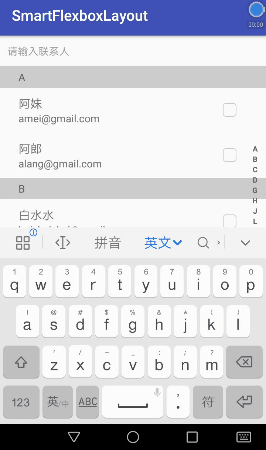 SmartFlexboxLayout
00:00
请输入联系人
A
阿妹
amei@gmail.com
阿郎
alang@gmail.com
B
白水水
A
B
C
D
G
H
J
L
拼音 英文
1 2 3 4 5 6 7 8 9 0
q w e r t y u i o p
a s d f g h j k l
z x c v b n m
123 英/中 ABC 符